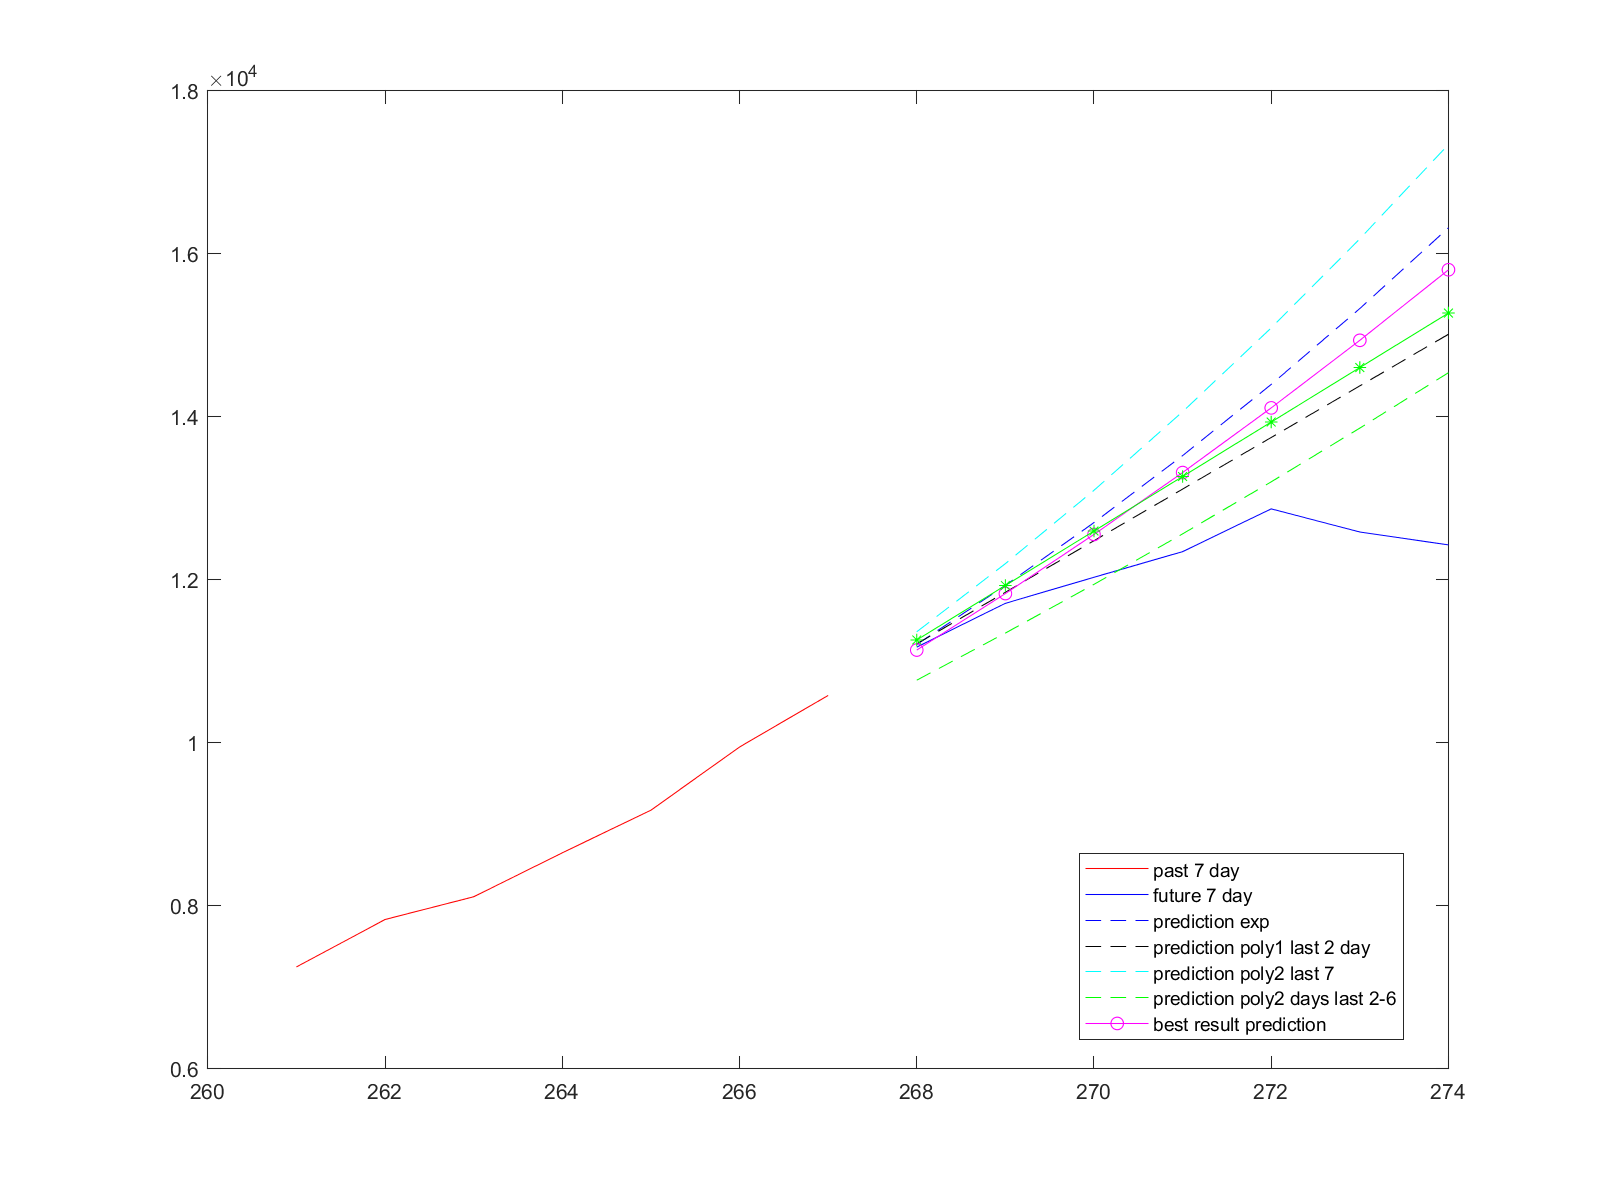 ×10⁴
1.8
1.6
1.4
1.2
1
0.8
0.6
260 262 264 266 268 270 272 274
past 7 day
future 7 day
prediction exp
prediction poly1 last 2 day
prediction poly2 last 7
prediction poly2 days last 2-6
best result prediction